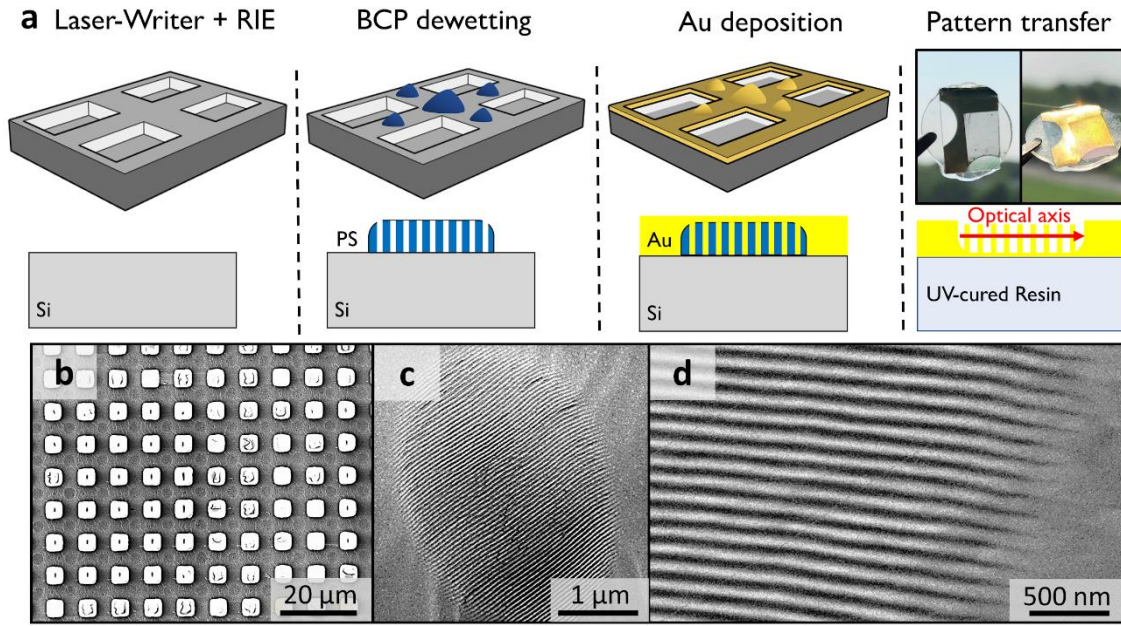 a Laser-Writer + RIE
BCP dewetting
Au deposition
Pattern transfer
Si
PS
Si
Au
Si
Optical axis
UV-cured Resin
b
20 µm
c
1 µm
d
500 nm